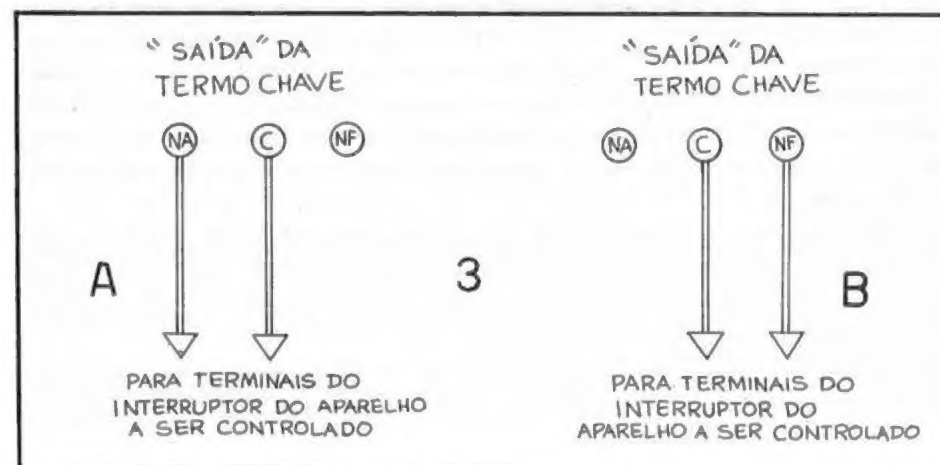 "SAÍDA" DA
TERMO CHAVE
NA C NF
A
PARA TERMINAIS DO
INTERRUPTOR DO APARELHO
A SER CONTROLADO
3
"SAÍDA" DA
TERMO CHAVE
NA C NF
B
PARA TERMINAIS DO
INTERRUPTOR DO
APARELHO A SER CONTROLADO